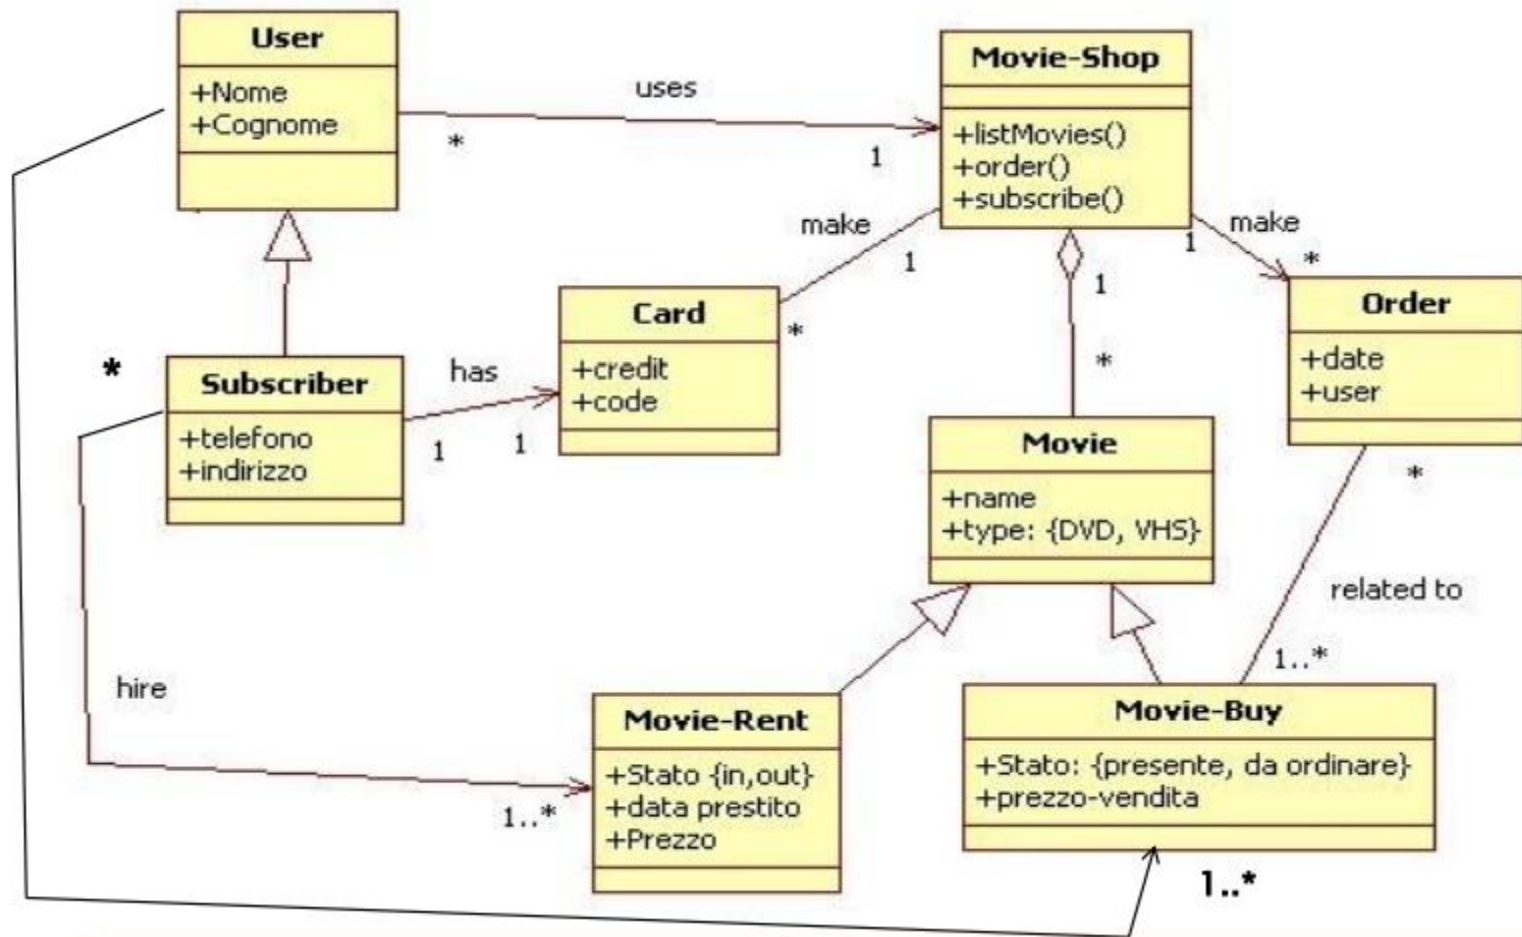 User
+Nome
+Cognome
uses
*
1
Movie-Shop
+listMovies()
+order()
+subscribe()
make
1
*
make
1
*
1
*
Card
+credit
+code
Order
+date
+user
*
Subscriber
+telefono
+indirizzo
has
1
1
Movie
+name
+type: {DVD, VHS}
*
related to
1..*
hire
1..*
Movie-Rent
+Stato {in,out}
+data prestito
+Prezzo
Movie-Buy
+Stato: {presente, da ordinare}
+prezzo-vendita
1..*